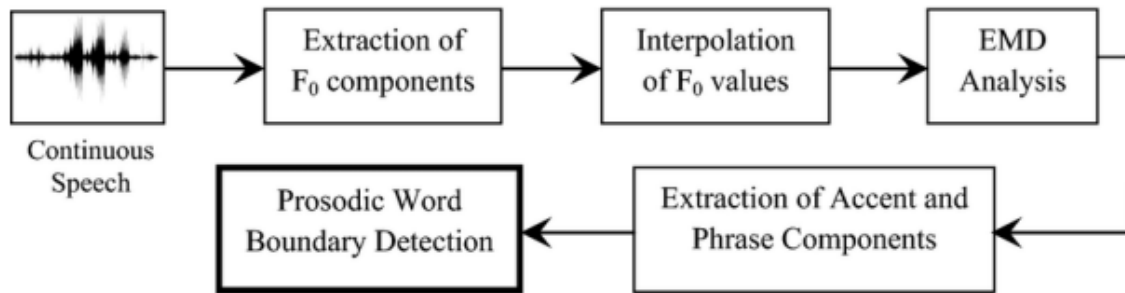 Extraction of
F₀ components
Interpolation
of F₀ values
EMD
Analysis
Continuous
Speech
Prosodic Word
Boundary Detection
Extraction of Accent and
Phrase Components